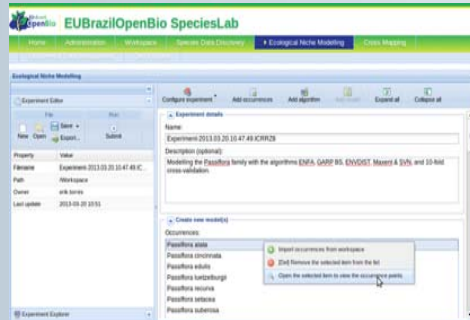 OpenBio
EUBrazilOpenBio SpeciesLab
Home
Administration
Workspace
Species Data Discovery
Ecological Niche Modelling
Cross Mapping
Ecological Niche Modelling
Experiment Editor
File
Run
New
Open
Save
Export...
Submit
Property
Value
Filename
Experiment-2013.03.20.10.47.49.IC...
Path
/Workspace
Owner
erik.torres
Last update
2013-03-20 10:51
Experiment Explorer
Configure experiment
Add occurrences
Add algorithm
Expand all
Collapse all
Experiment details
Name:
Experiment-2013.03.20.10.47.49.ICRRZ8
Description (optional):
Modelling the Passiflora family with the algorithms ENFA, GARP BS, ENVDIST, Maxent & SVN, and 10-fold
cross-validation.
Create new model(s)
Occurrences:
Passiflora alata
Passiflora cincinnata
Passiflora edulis
Passiflora luetzelburgii
Passiflora recurva
Passiflora setacea
Passiflora suberosa
Import occurrences from workspace
[Del] Remove the selected item from the list
Open the selected item to view the occurrence points